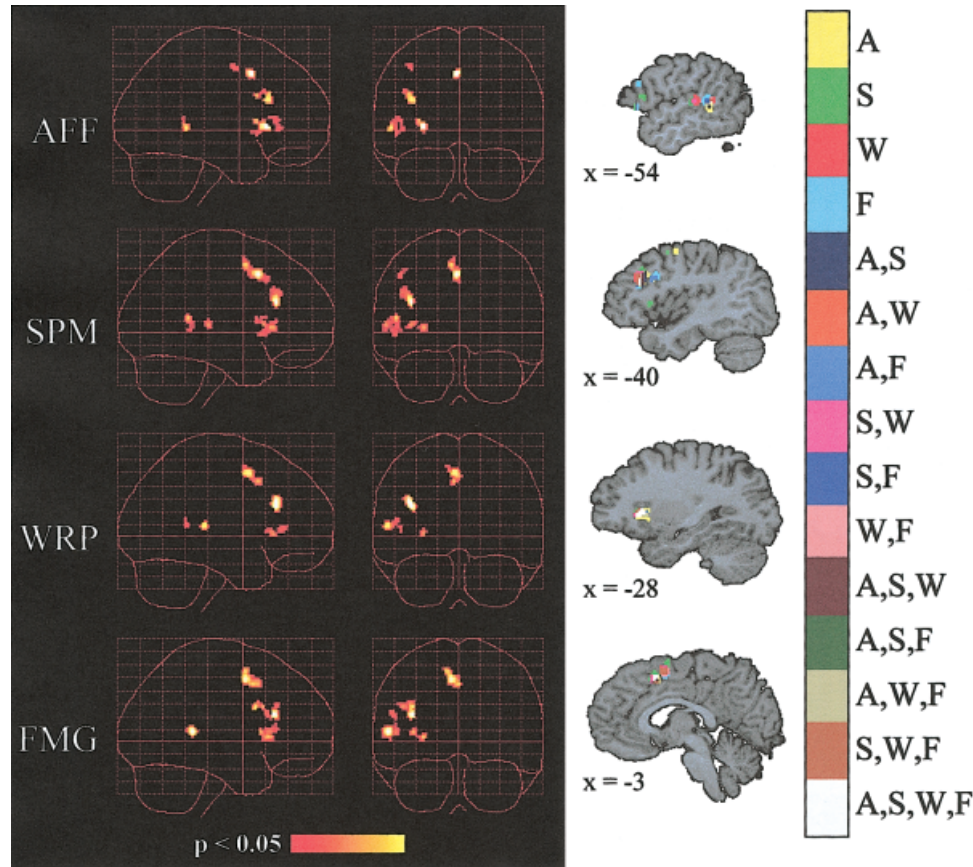 AFF
SPM
WRP
FMG
p < 0.05
x = -54
x = -40
x = -28
x = -3
A
S
W
F
A,S
A,W
A,F
S,W
S,F
W,F
A,S,W
A,S,F
A,W,F
S,W,F
A,S,W,F